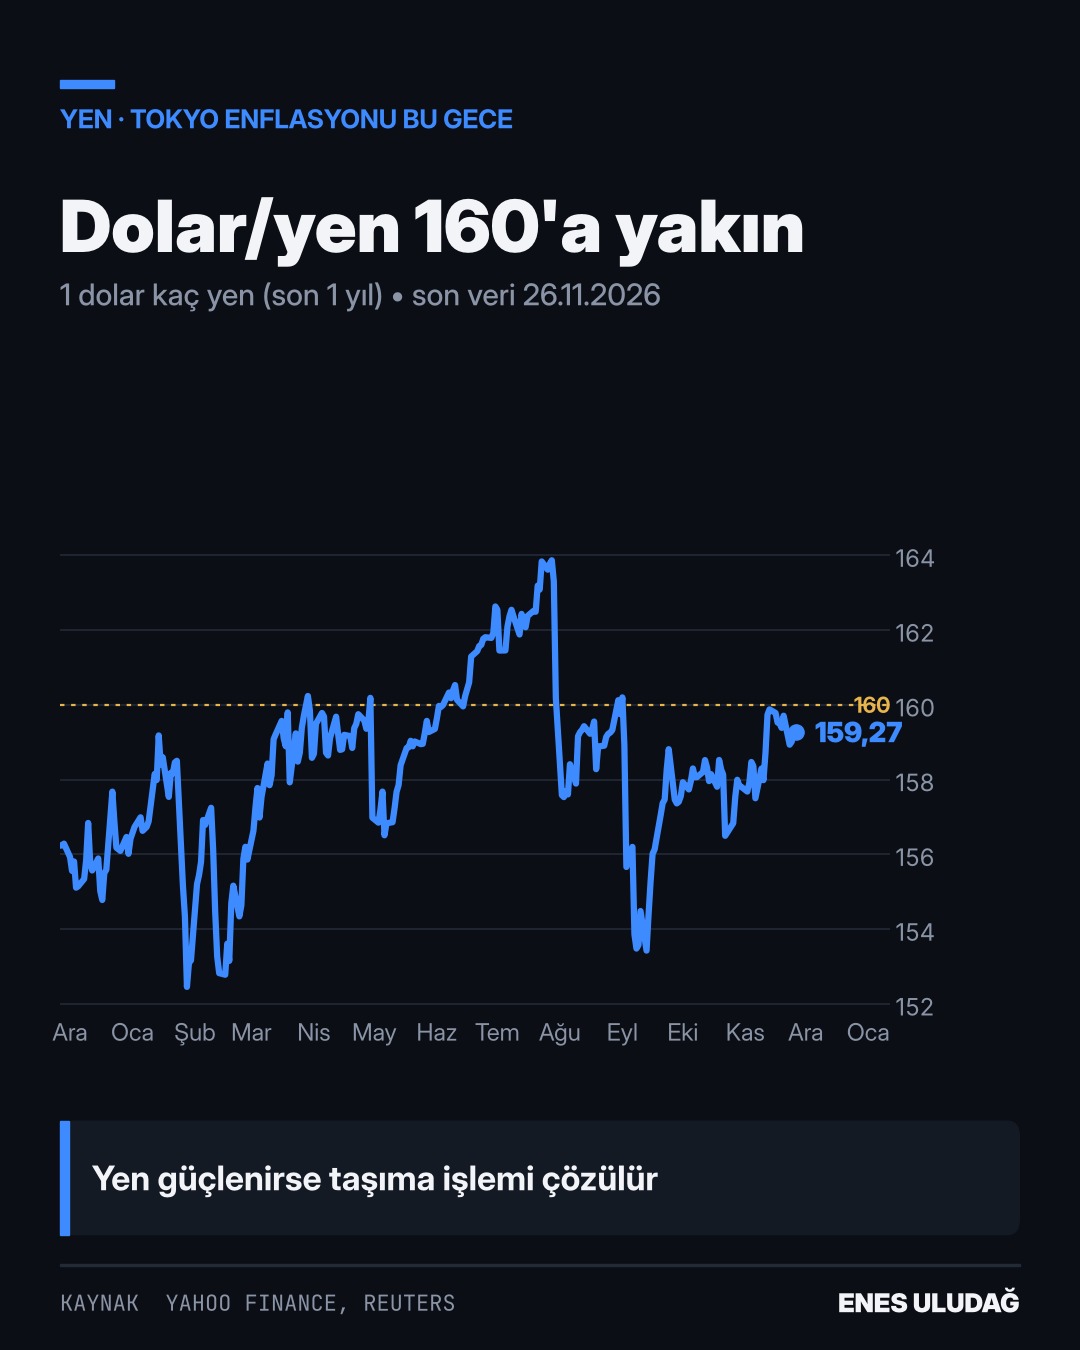 YEN · TOKYO ENFLASYONU BU GECE
Dolar/yen 160'a yakın
1 dolar kaç yen (son 1 yıl) • son veri 26.11.2026
164
162
160 160
159,27
158
156
154
152
Ara Oca Şub Mar Nis May Haz Tem Ağu Eyl Eki Kas Ara Oca
Yen güçlenirse taşıma işlemi çözülür
KAYNAK YAHOO FINANCE, REUTERS
ENES ULUDAĞ